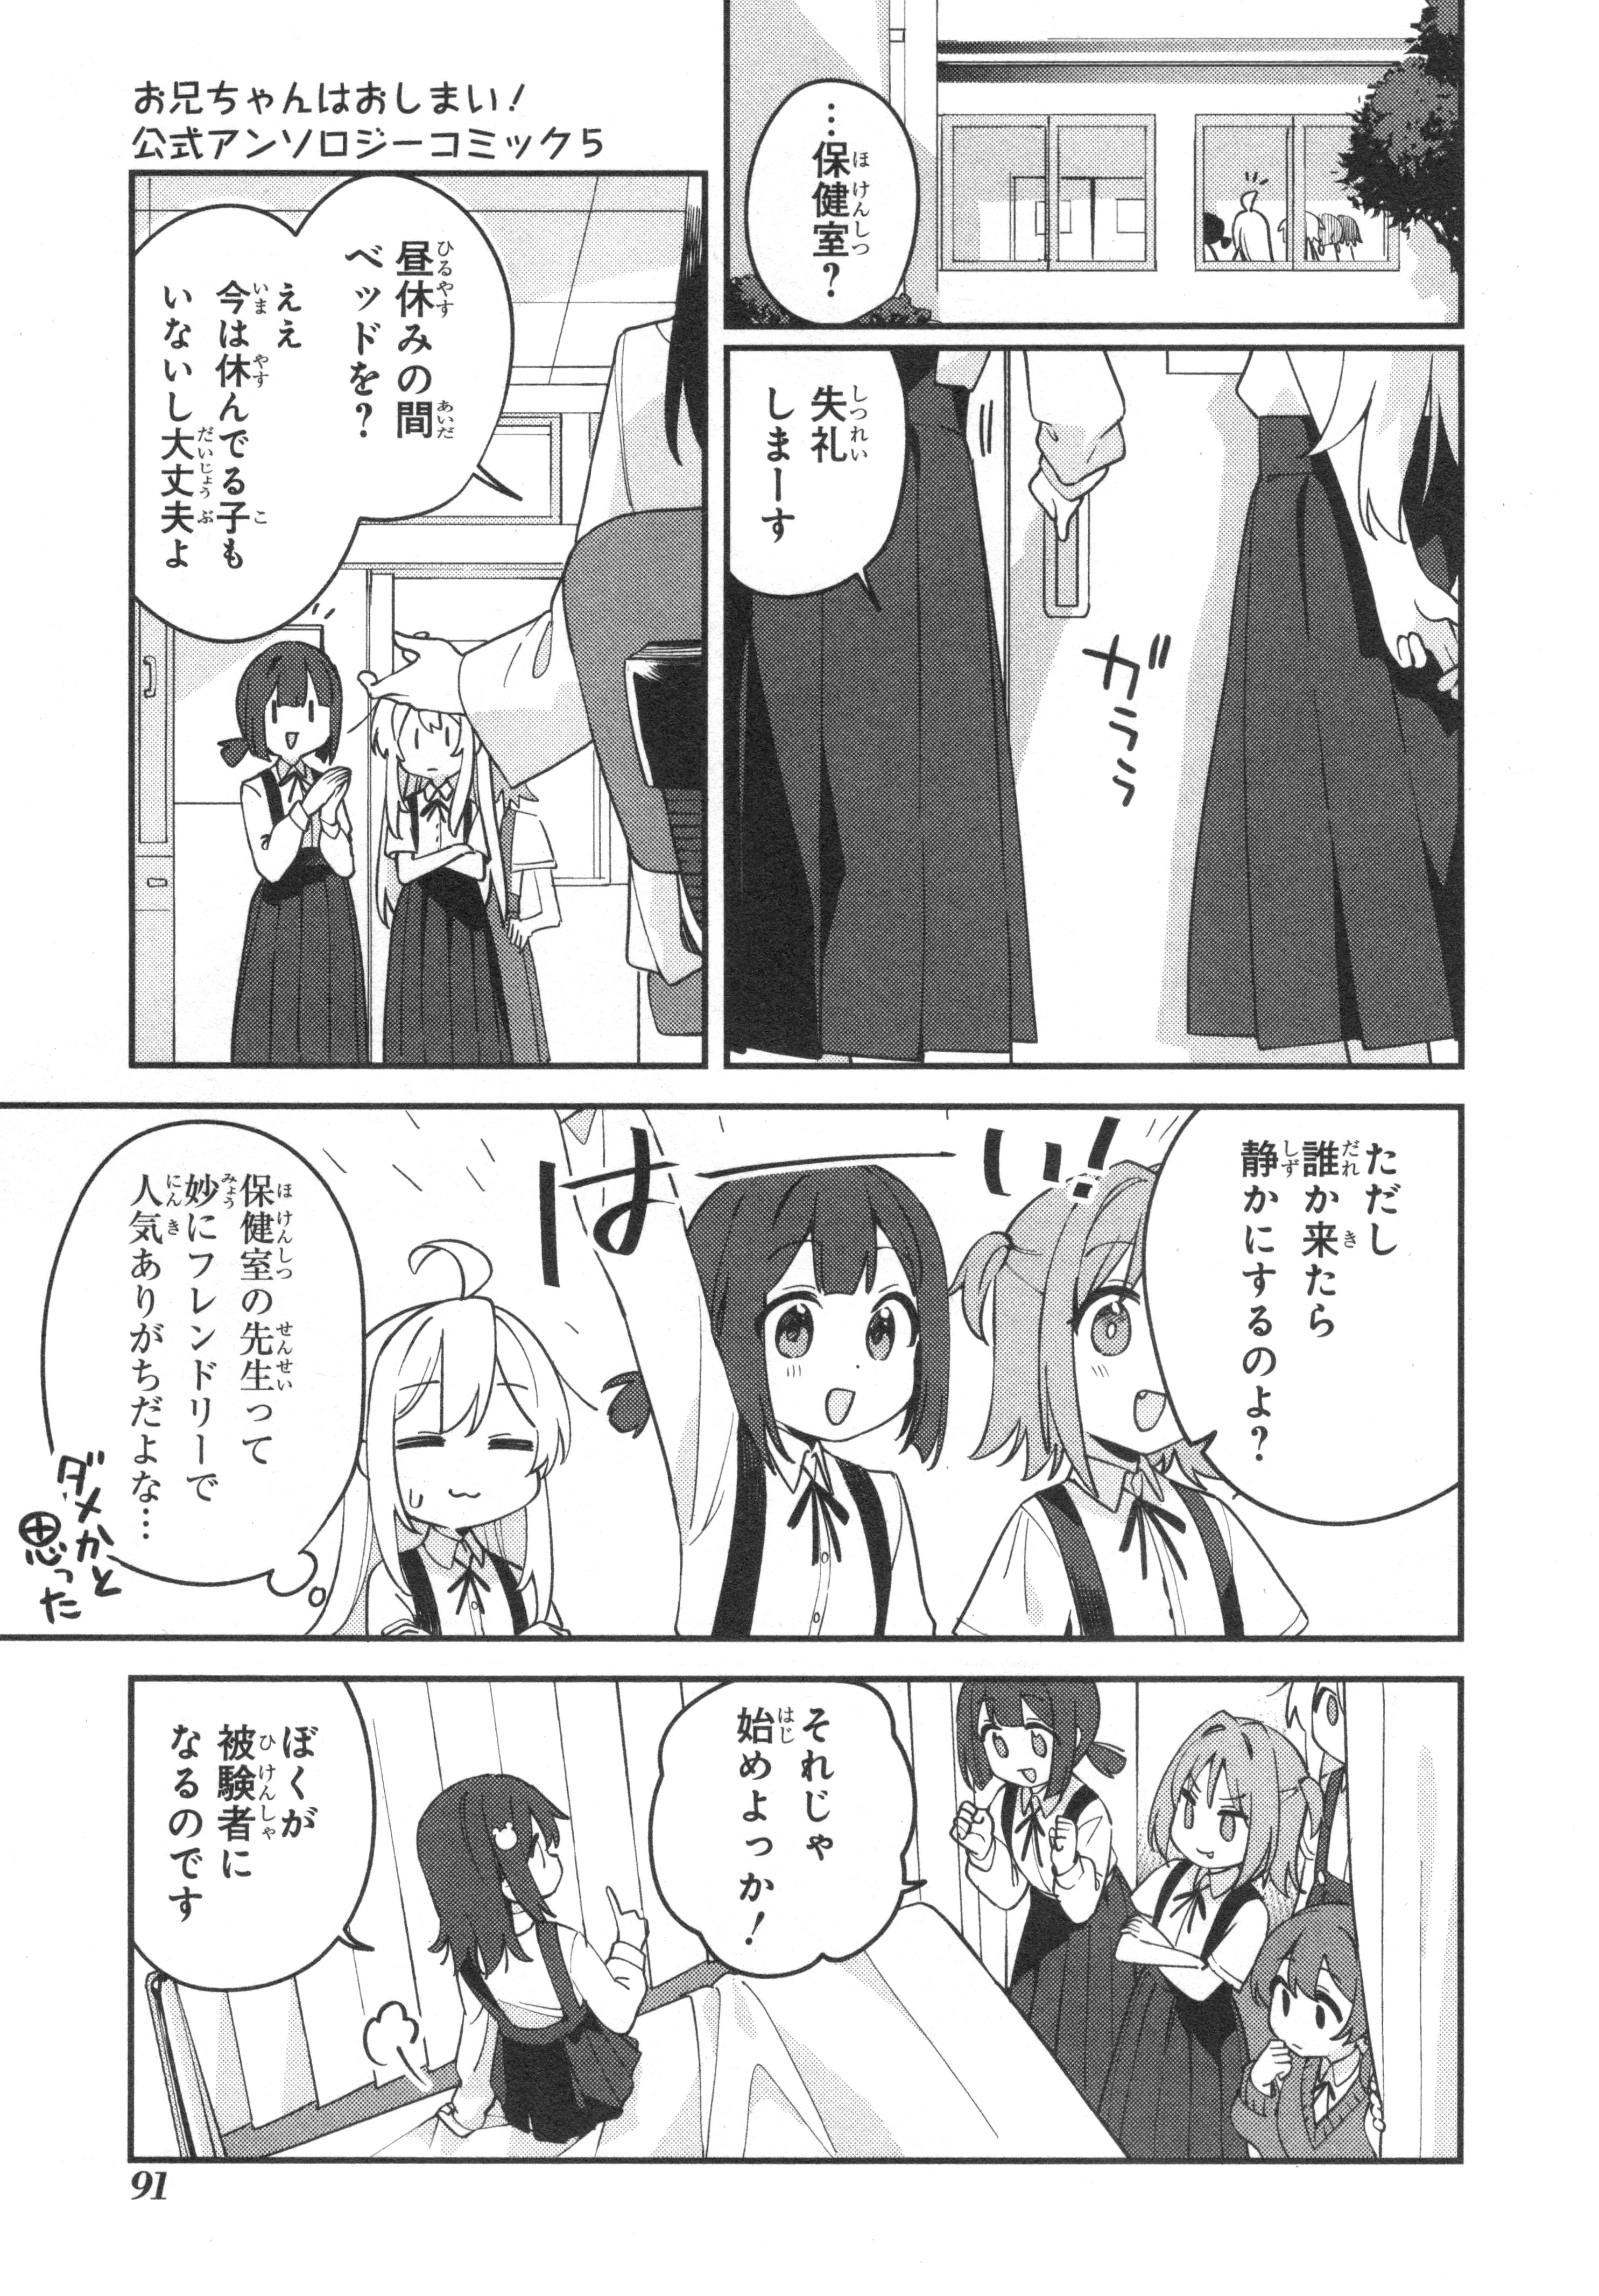 お兄ちゃんはおしまい!
公式アンソロジーコミック5
…保健室?
失礼
しまーす
ガララ
昼休みの間
ベッドを?
ええ
今は休んでる子も
いないし大丈夫よ
ただし
誰か来たら
静かにするのよ?
はーい!
保健室の先生って
妙にフレンドリーで
人気ありがちだよな…
ダメかと
思った
それじゃ
始めよっか!
ぼくが
被験者に
なるのです
91